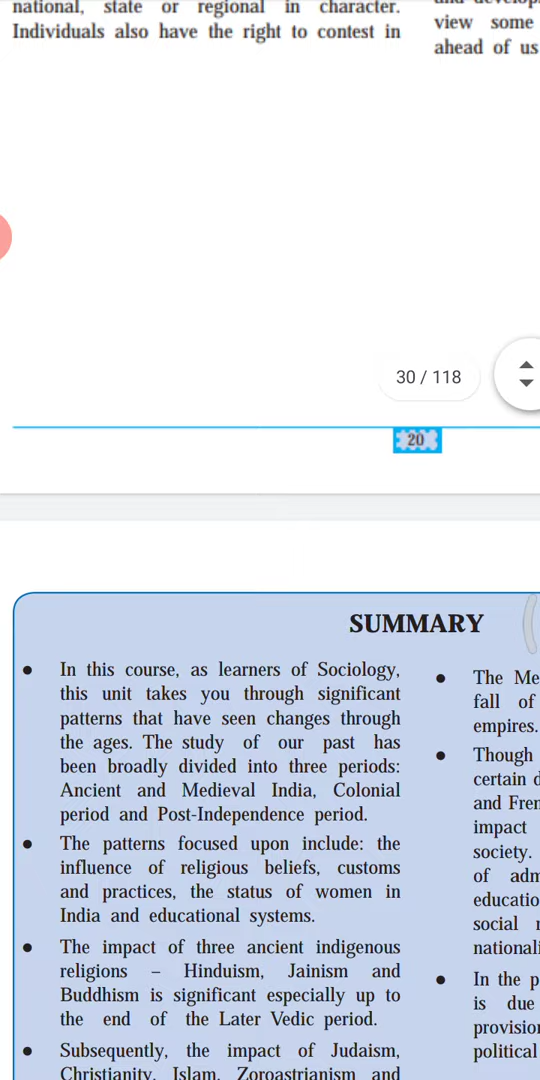 national, state or regional in character.
Individuals also have the right to contest in
view some
ahead of us
30 / 118
20
SUMMARY
● In this course, as learners of Sociology,
this unit takes you through significant
patterns that have seen changes through
the ages. The study of our past has
been broadly divided into three periods:
Ancient and Medieval India, Colonial
period and Post-Independence period.
● The patterns focused upon include: the
influence of religious beliefs, customs
and practices, the status of women in
India and educational systems.
● The impact of three ancient indigenous
religions – Hinduism, Jainism and
Buddhism is significant especially up to
the end of the Later Vedic period.
● Subsequently, the impact of Judaism,
Christianity, Islam, Zoroastrianism and
● The Me
fall of
empires.
● Though
certain d
and Fren
impact
society.
of adm
educatio
social r
nationali
● In the p
is due
provision
political